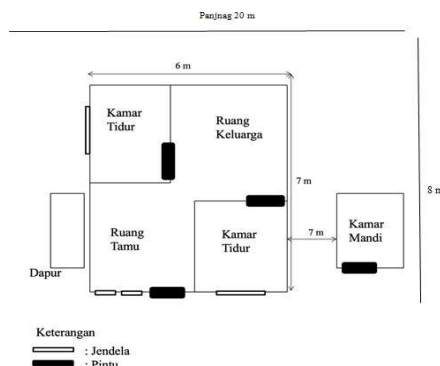 Panjnag 20 m
6 m
Kamar
Tidur
Ruang
Keluarga
7 m
8 m
Ruang
Tamu
Kamar
Tidur
7 m
Kamar
Mandi
Dapur
Keterangan
: Jendela
: Pintu